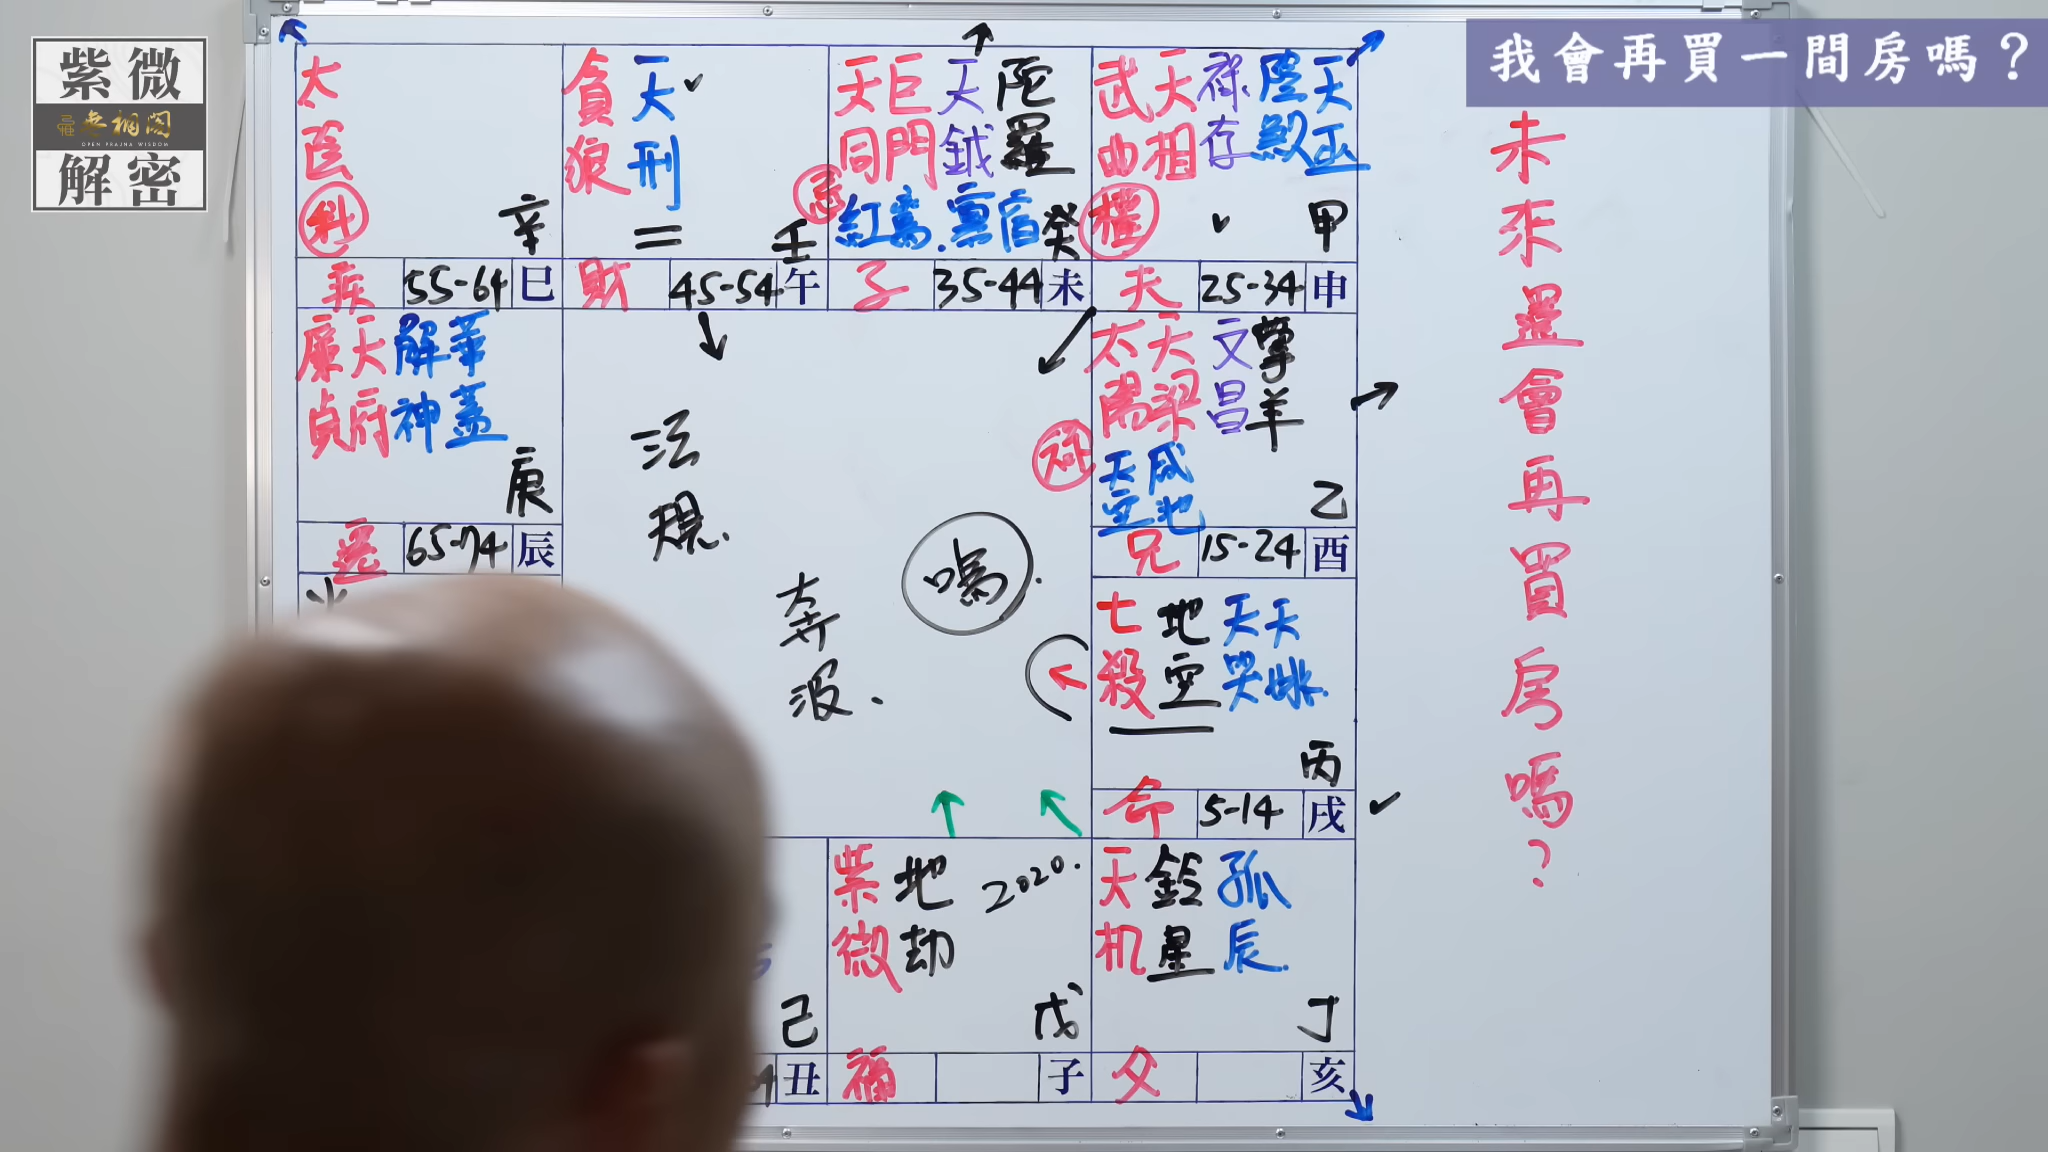 紫微
OPEN PRAJNA WISDOM
解密
我會再買一間房嗎？
未來還會再買房嗎？
太 科 辛
疾 55-64 巳
貪狼 天刑 壬
財 45-54 午
天同 巨門 天鉞 陀羅
忌 紅鸞.寡宿 癸
子 35-44 未
武曲 天相 祿存 陰煞 天巫
權 甲
夫 25-34 申
廉貞 天府 解神 華蓋
庚
遷 65-74 辰
法規.
奔波.
嗎.
太陽 天梁 文昌 擎羊
祿 天空 咸池 乙
兄 15-24 酉
七殺 地空 天哭 天姚.
丙
命 5-14 戌
己
丑
紫微 地劫 2020.
戊
福 子
天机 鈴星 孤辰.
丁
父 亥